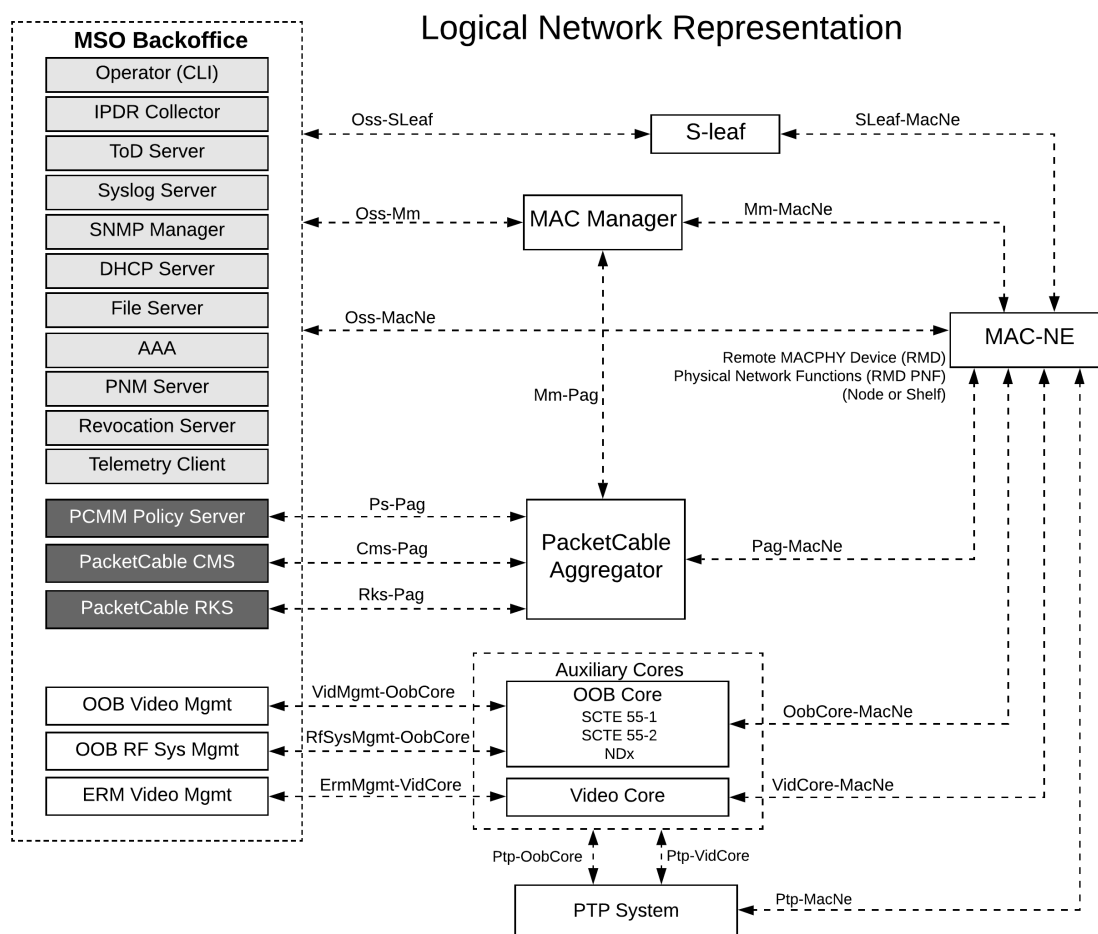 Logical Network Representation
MSO Backoffice
Operator (CLI)
IPDR Collector
ToD Server
Syslog Server
SNMP Manager
DHCP Server
File Server
AAA
PNM Server
Revocation Server
Telemetry Client
PCMM Policy Server
PacketCable CMS
PacketCable RKS
OOB Video Mgmt
OOB RF Sys Mgmt
ERM Video Mgmt
Oss-SLeaf
S-leaf
SLeaf-MacNe
Oss-Mm
MAC Manager
Mm-MacNe
Oss-MacNe
MAC-NE
Remote MACPHY Device (RMD)
Physical Network Functions (RMD PNF)
(Node or Shelf)
Mm-Pag
Ps-Pag
Cms-Pag
Rks-Pag
PacketCable
Aggregator
Pag-MacNe
Auxiliary Cores
VidMgmt-OobCore
RfSysMgmt-OobCore
OOB Core
SCTE 55-1
SCTE 55-2
NDx
OobCore-MacNe
ErmMgmt-VidCore
Video Core
VidCore-MacNe
Ptp-OobCore
Ptp-VidCore
PTP System
Ptp-MacNe